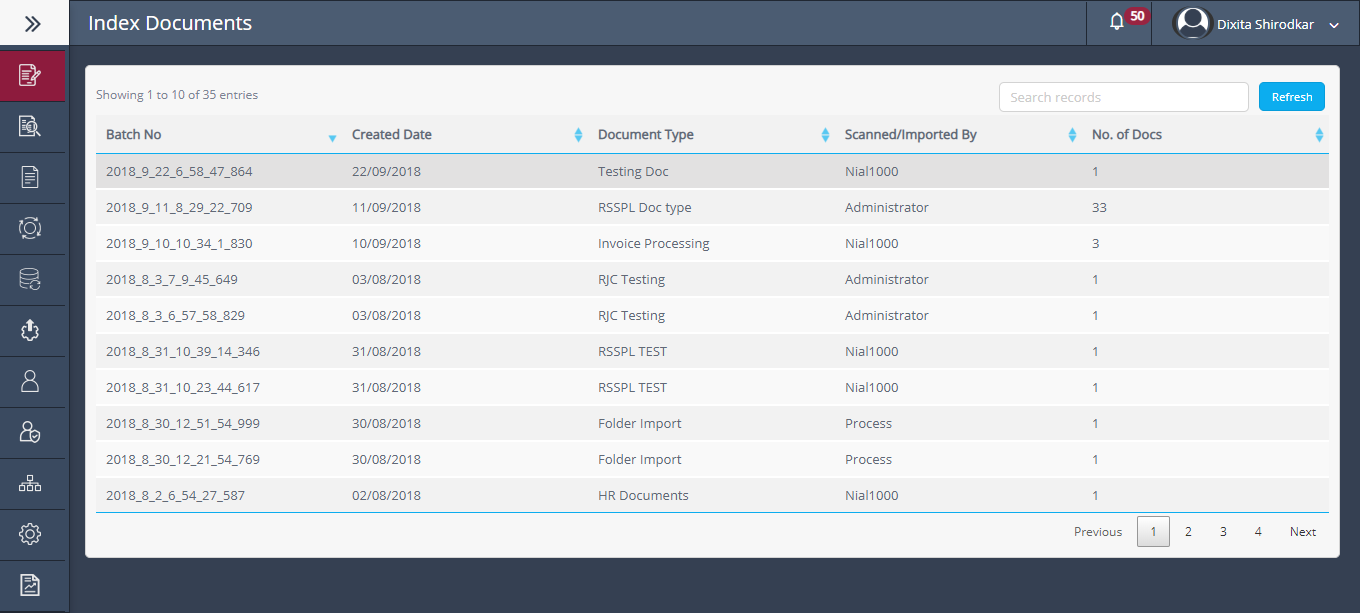 Index Documents
50
Dixita Shirodkar
Showing 1 to 10 of 35 entries
Search records
Refresh
Batch No Created Date Document Type Scanned/Imported By No. of Docs
2018_9_22_6_58_47_864 22/09/2018 Testing Doc Nial1000 1
2018_9_11_8_29_22_709 11/09/2018 RSSPL Doc type Administrator 33
2018_9_10_10_34_1_830 10/09/2018 Invoice Processing Nial1000 3
2018_8_3_7_9_45_649 03/08/2018 RJC Testing Administrator 1
2018_8_3_6_57_58_829 03/08/2018 RJC Testing Administrator 1
2018_8_31_10_39_14_346 31/08/2018 RSSPL TEST Nial1000 1
2018_8_31_10_23_44_617 31/08/2018 RSSPL TEST Nial1000 1
2018_8_30_12_51_54_999 30/08/2018 Folder Import Process 1
2018_8_30_12_21_54_769 30/08/2018 Folder Import Process 1
2018_8_2_6_54_27_587 02/08/2018 HR Documents Nial1000 1
Previous 1 2 3 4 Next